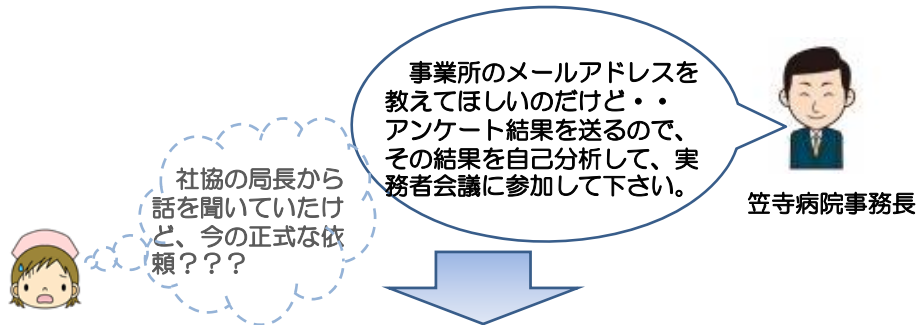 事業所のメールアドレスを
教えてほしいのだけど・・
アンケート結果を送るので、
その結果を自己分析して、実
務者会議に参加して下さい。
笠寺病院事務長
社協の局長から
話を聞いていたけ
ど、今の正式な依
頼???